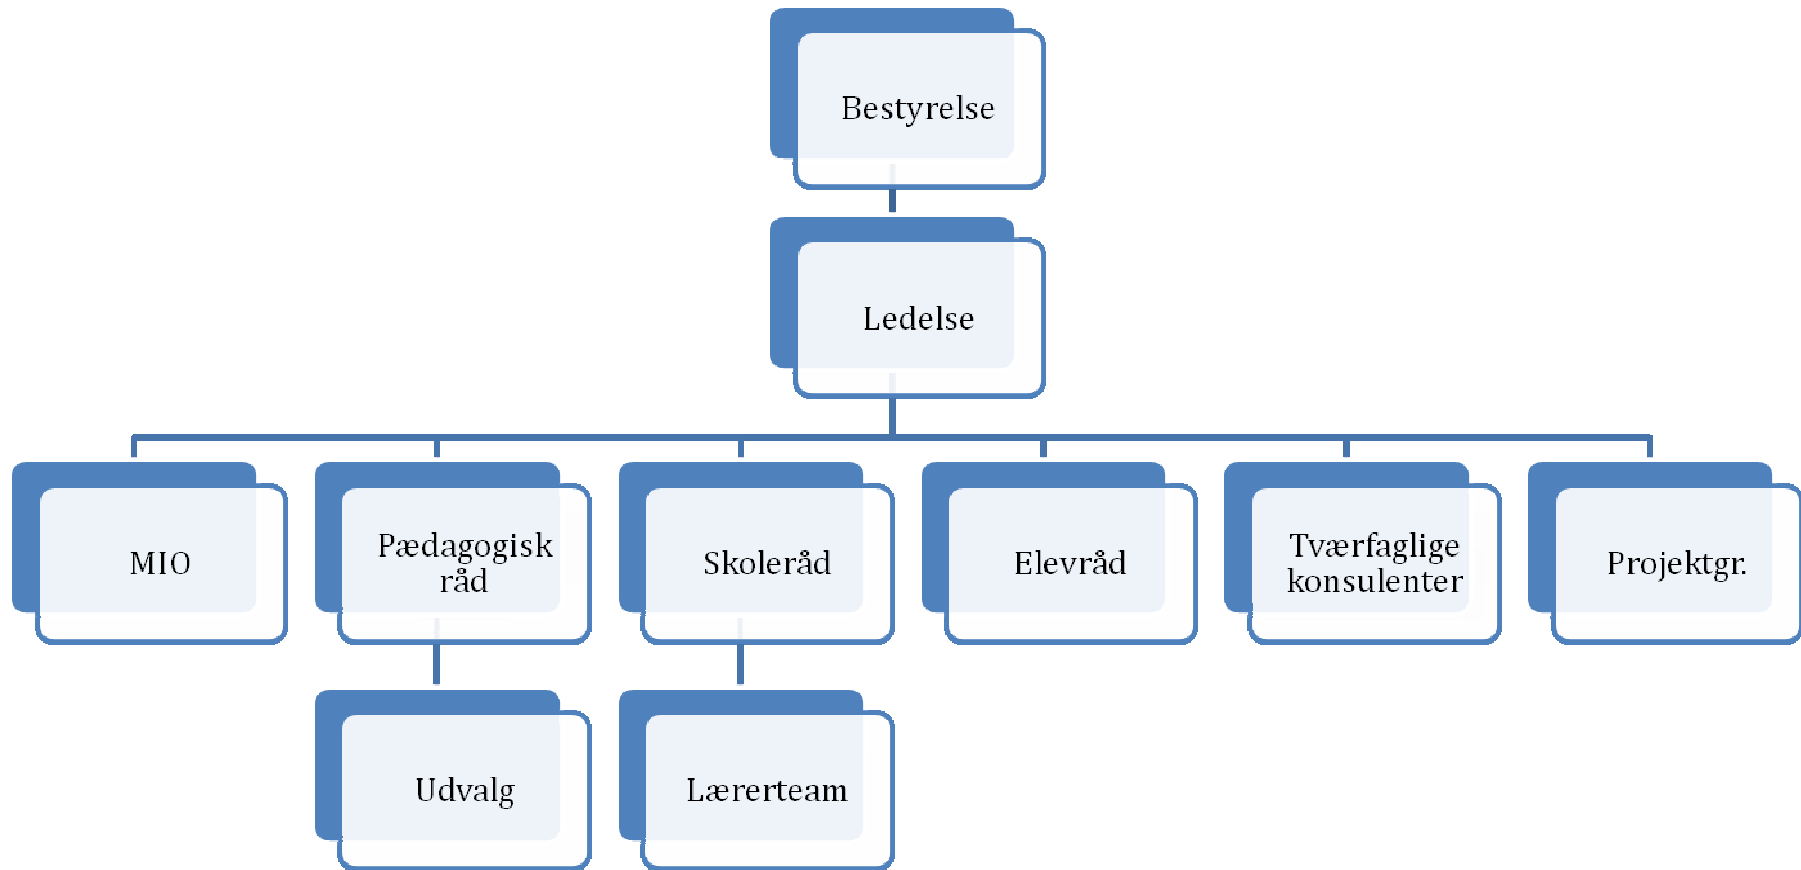 Bestyrelse
Ledelse
MIO
Pædagogisk
råd
Skoleråd
Elevråd
Tværfaglige
konsulenter
Projektgr.
Udvalg
Lærerteam